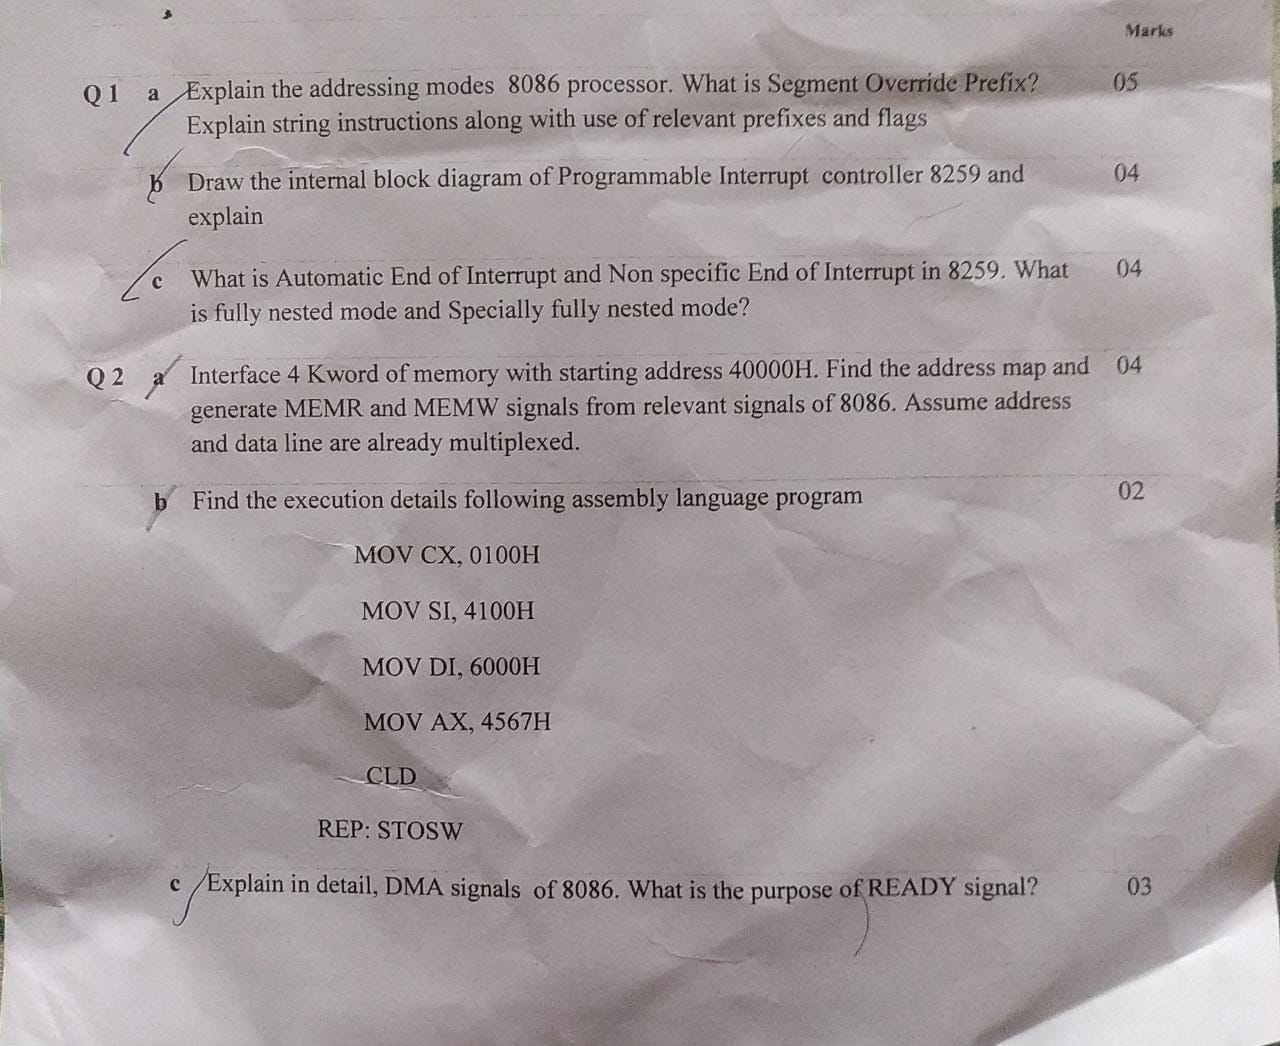 Marks
Q 1 a Explain the addressing modes 8086 processor. What is Segment Override Prefix? 05
Explain string instructions along with use of relevant prefixes and flags
b Draw the internal block diagram of Programmable Interrupt controller 8259 and 04
explain
c What is Automatic End of Interrupt and Non specific End of Interrupt in 8259. What 04
is fully nested mode and Specially fully nested mode?
Q 2 a Interface 4 Kword of memory with starting address 40000H. Find the address map and 04
generate MEMR and MEMW signals from relevant signals of 8086. Assume address
and data line are already multiplexed.
b Find the execution details following assembly language program 02
MOV CX, 0100H
MOV SI, 4100H
MOV DI, 6000H
MOV AX, 4567H
CLD
REP: STOSW
c Explain in detail, DMA signals of 8086. What is the purpose of READY signal? 03